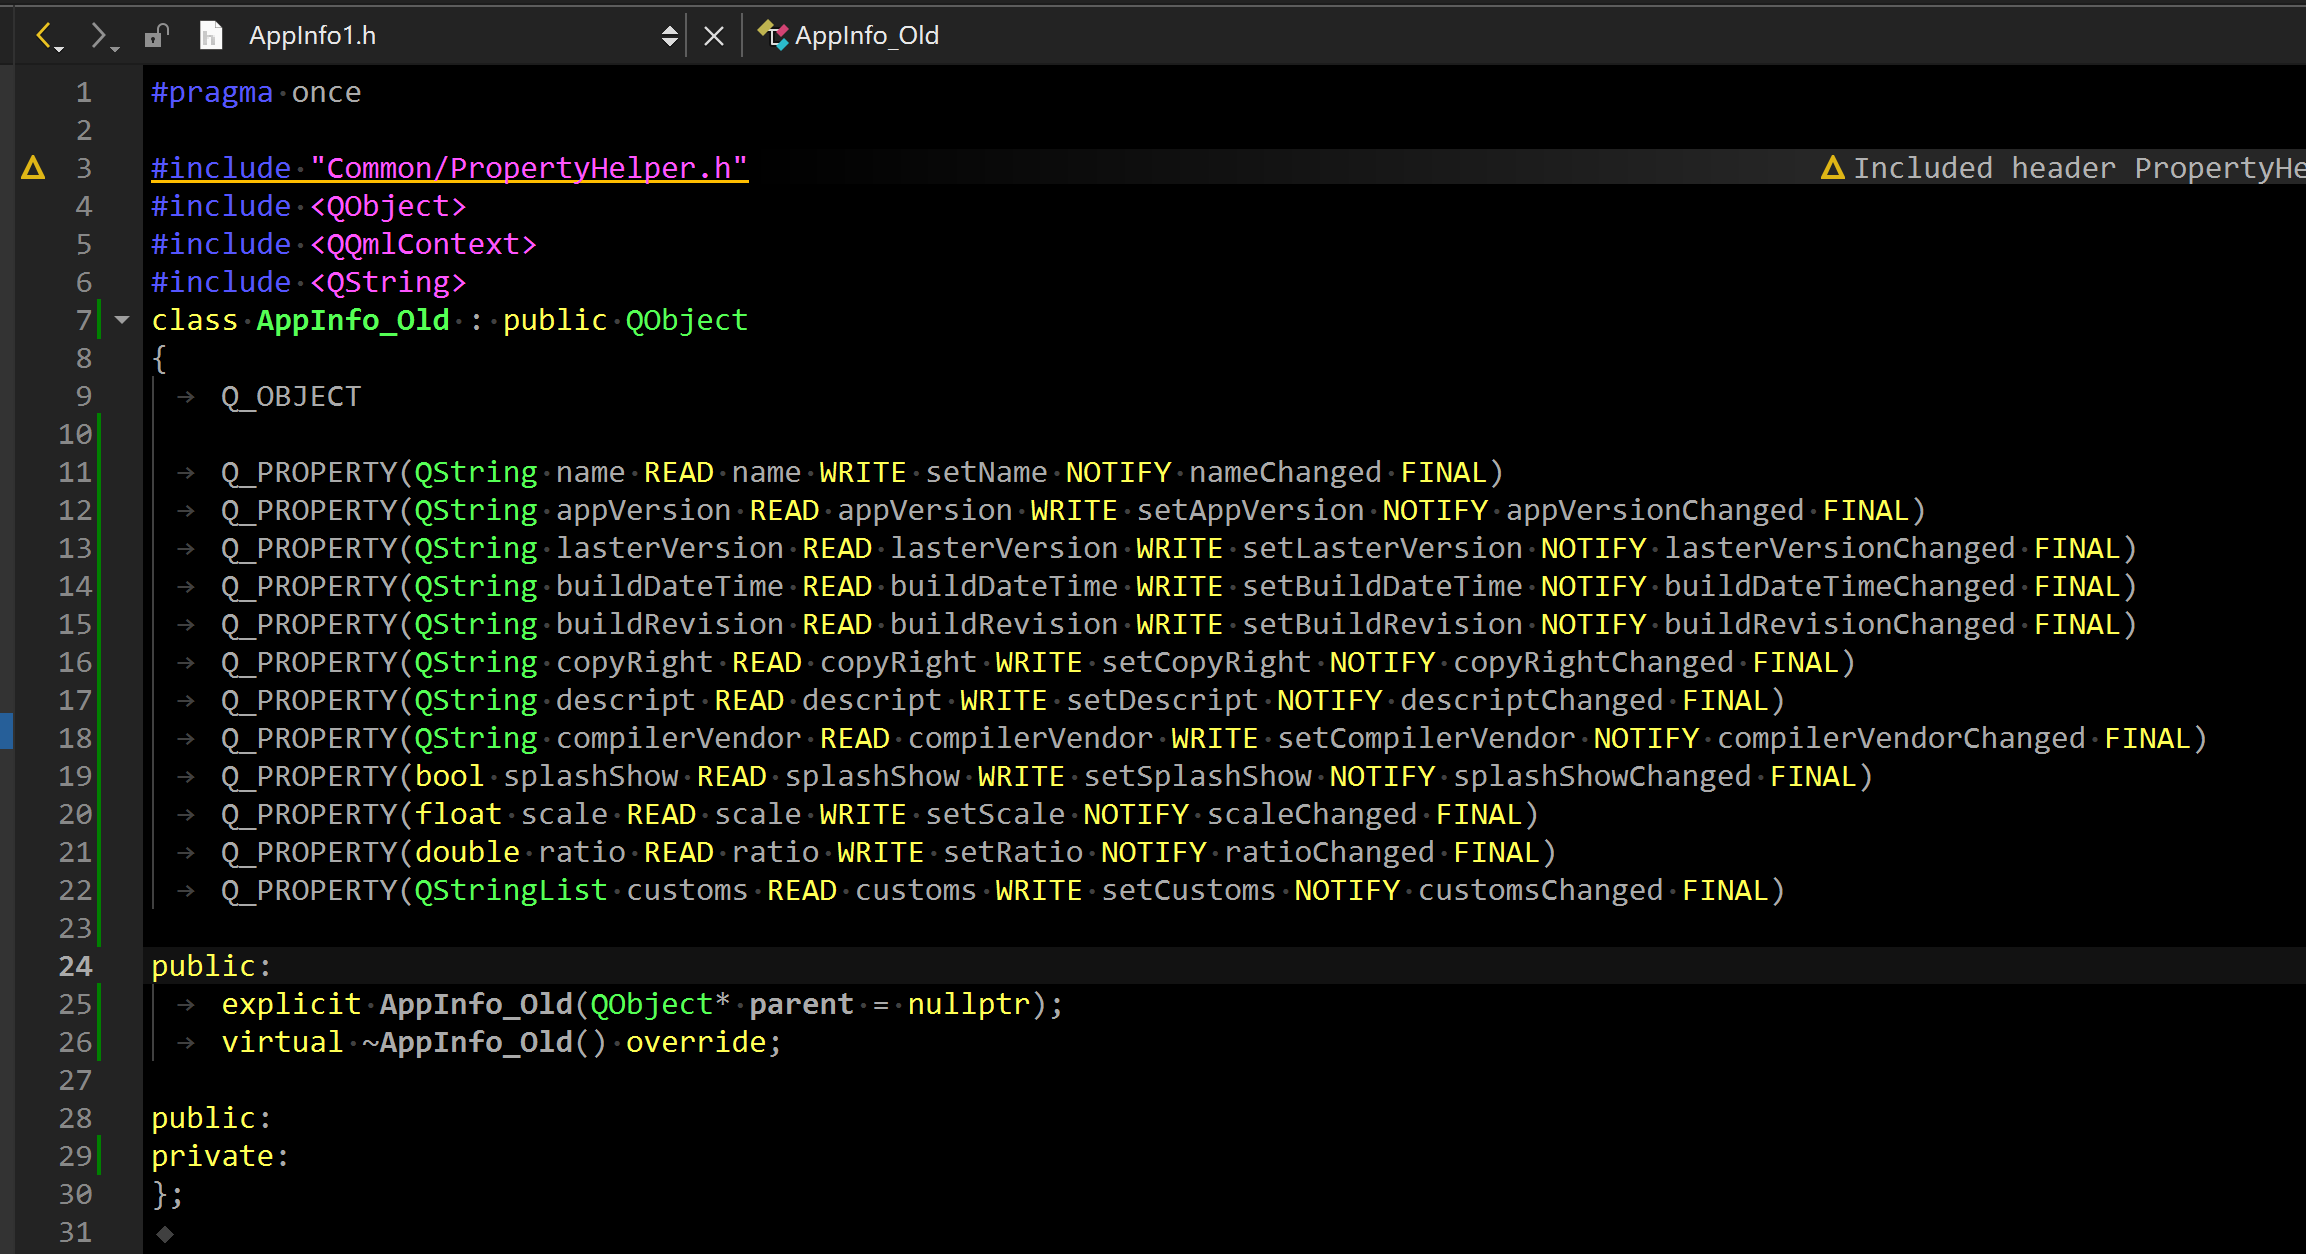 AppInfo1.h AppInfo_Old
1 #pragma once
2
3 #include "Common/PropertyHelper.h" Included header PropertyHe
4 #include <QObject>
5 #include <QQmlContext>
6 #include <QString>
7 class AppInfo_Old : public QObject
8 {
9 Q_OBJECT
10
11 Q_PROPERTY(QString name READ name WRITE setName NOTIFY nameChanged FINAL)
12 Q_PROPERTY(QString appVersion READ appVersion WRITE setAppVersion NOTIFY appVersionChanged FINAL)
13 Q_PROPERTY(QString lasterVersion READ lasterVersion WRITE setLasterVersion NOTIFY lasterVersionChanged FINAL)
14 Q_PROPERTY(QString buildDateTime READ buildDateTime WRITE setBuildDateTime NOTIFY buildDateTimeChanged FINAL)
15 Q_PROPERTY(QString buildRevision READ buildRevision WRITE setBuildRevision NOTIFY buildRevisionChanged FINAL)
16 Q_PROPERTY(QString copyRight READ copyRight WRITE setCopyRight NOTIFY copyRightChanged FINAL)
17 Q_PROPERTY(QString descript READ descript WRITE setDescript NOTIFY descriptChanged FINAL)
18 Q_PROPERTY(QString compilerVendor READ compilerVendor WRITE setCompilerVendor NOTIFY compilerVendorChanged FINAL)
19 Q_PROPERTY(bool splashShow READ splashShow WRITE setSplashShow NOTIFY splashShowChanged FINAL)
20 Q_PROPERTY(float scale READ scale WRITE setScale NOTIFY scaleChanged FINAL)
21 Q_PROPERTY(double ratio READ ratio WRITE setRatio NOTIFY ratioChanged FINAL)
22 Q_PROPERTY(QStringList customs READ customs WRITE setCustoms NOTIFY customsChanged FINAL)
23
24 public:
25 explicit AppInfo_Old(QObject* parent = nullptr);
26 virtual ~AppInfo_Old() override;
27
28 public:
29 private:
30 };
31